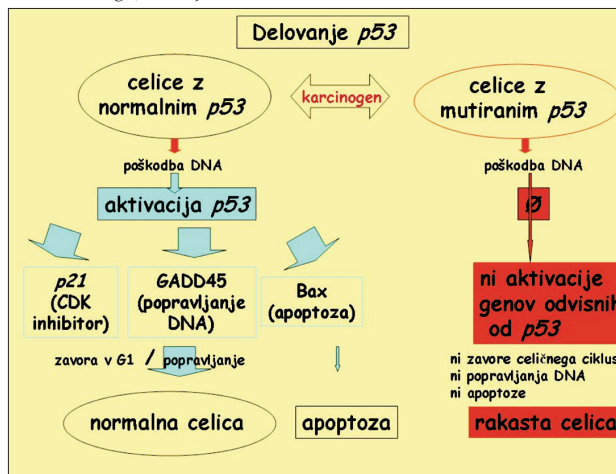 Delovanje p53
celice z
normalnim p53
karcinogen
celice z
mutiranim p53
poškodba DNA
poškodba DNA
aktivacija p53
Ø
p21
(CDK
inhibitor)
GADD45
(popravljanje
DNA)
Bax
(apoptoza)
ni aktivacije
genov odvisnih
od p53
zavora v G1 / popravljanje
ni zavore celičnega ciklus
ni popravljanja DNA
ni apoptoze
normalna celica
apoptoza
rakasta celica